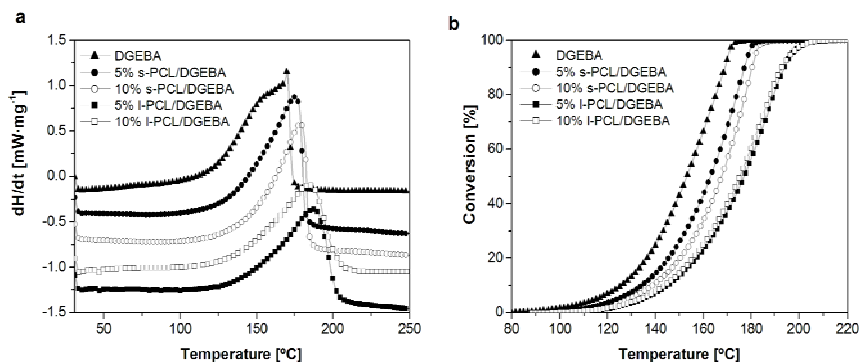 a
1.5
1.0
0.5
0.0
-0.5
-1.0
-1.5
dH/dt [mW·mg⁻¹]
DGEBA
5% s-PCL/DGEBA
10% s-PCL/DGEBA
5% l-PCL/DGEBA
10% l-PCL/DGEBA
50 100 150 200 250
Temperature [ºC]
b
100
80
60
40
20
0
Conversion [%]
DGEBA
5% s-PCL/DGEBA
10% s-PCL/DGEBA
5% l-PCL/DGEBA
10% l-PCL/DGEBA
80 100 120 140 160 180 200 220
Temperature [ºC]